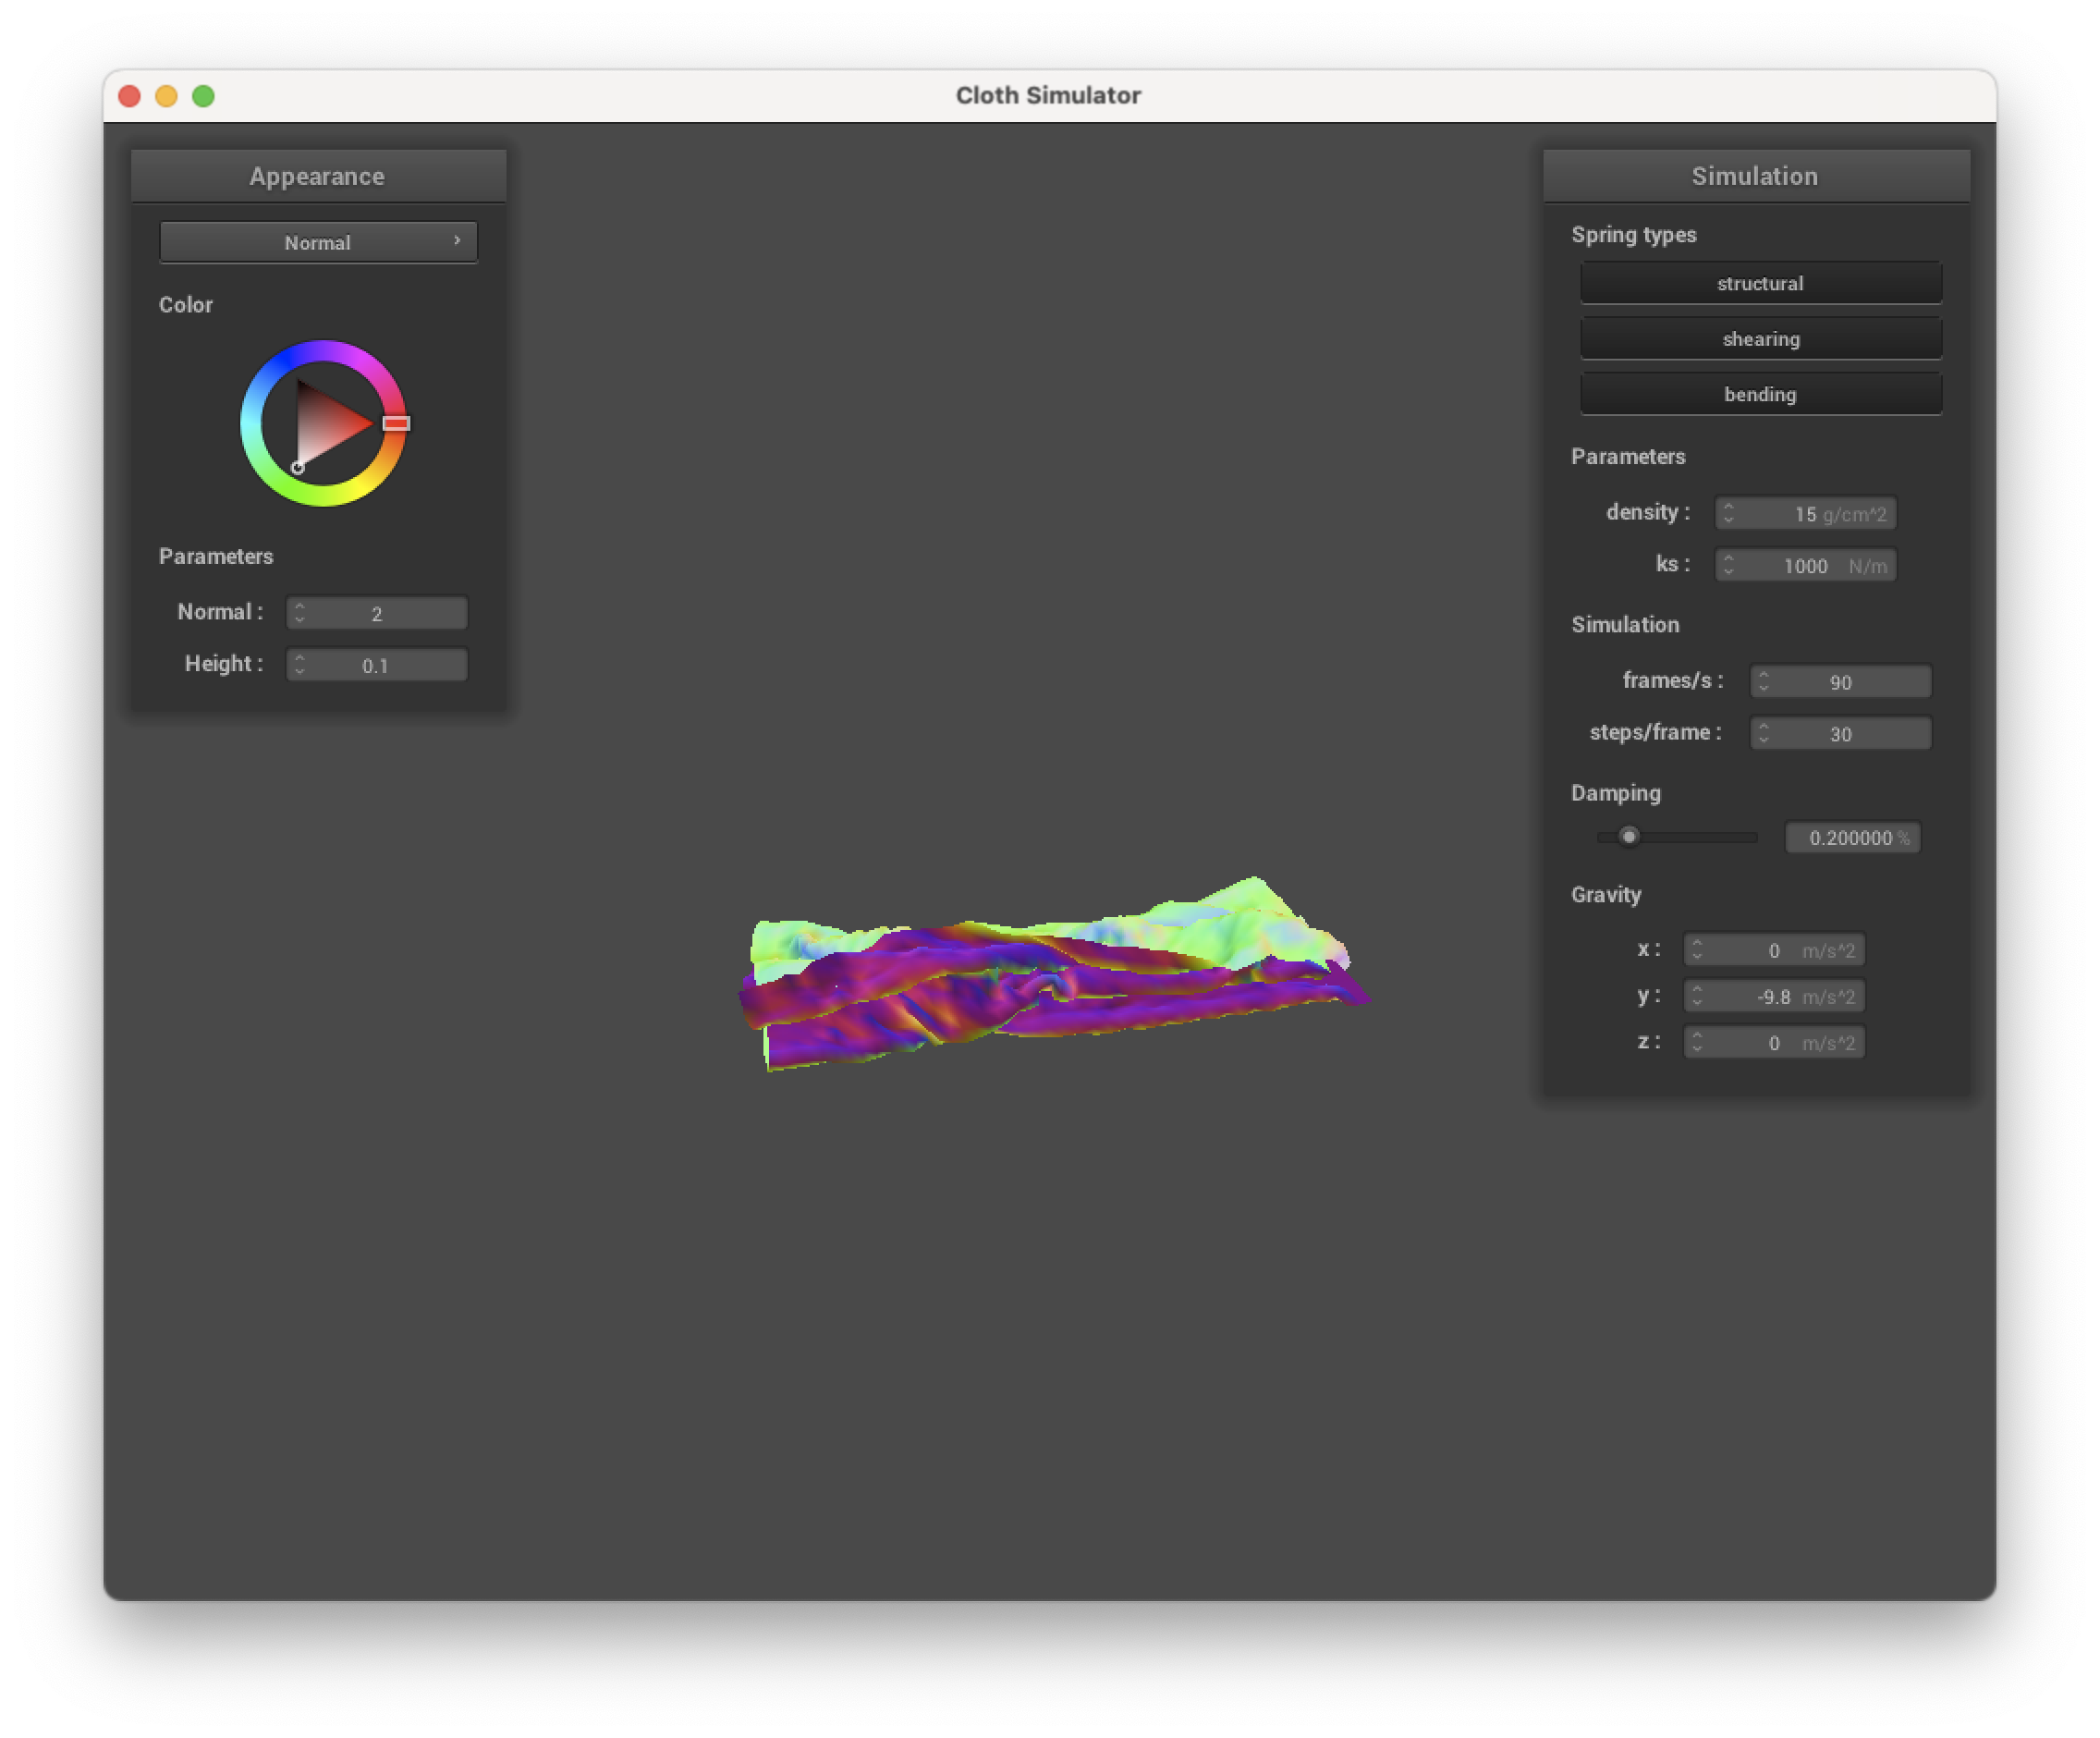 Cloth Simulator
Appearance
Normal
Color
Parameters
Normal : 2
Height : 0.1
Simulation
Spring types
structural
shearing
bending
Parameters
density : 15 g/cm^2
ks : 1000 N/m
Simulation
frames/s : 90
steps/frame : 30
Damping
0.200000 %
Gravity
x : 0 m/s^2
y : -9.8 m/s^2
z : 0 m/s^2